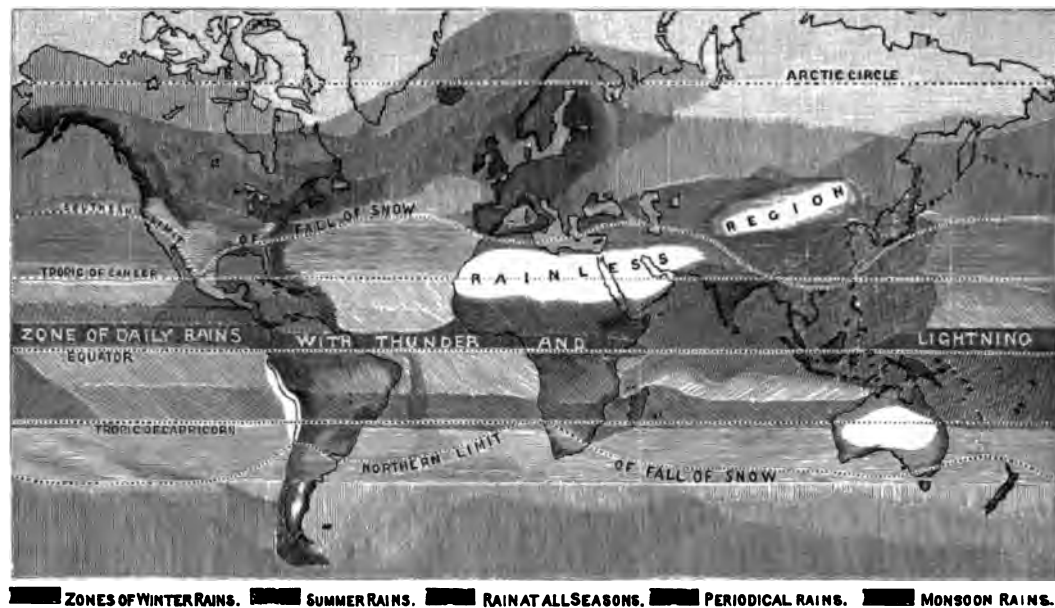 ARCTIC CIRCLE
SOUTHERN LIMIT OF FALL OF SNOW
REGION
TROPIC OF CANCER
RAINLESS
ZONE OF DAILY RAINS WITH THUNDER AND LIGHTNING
EQUATOR
TROPIC OF CAPRICORN
NORTHERN LIMIT OF FALL OF SNOW
ZONES OF WINTER RAINS. SUMMER RAINS. RAIN AT ALL SEASONS. PERIODICAL RAINS. MONSOON RAINS.